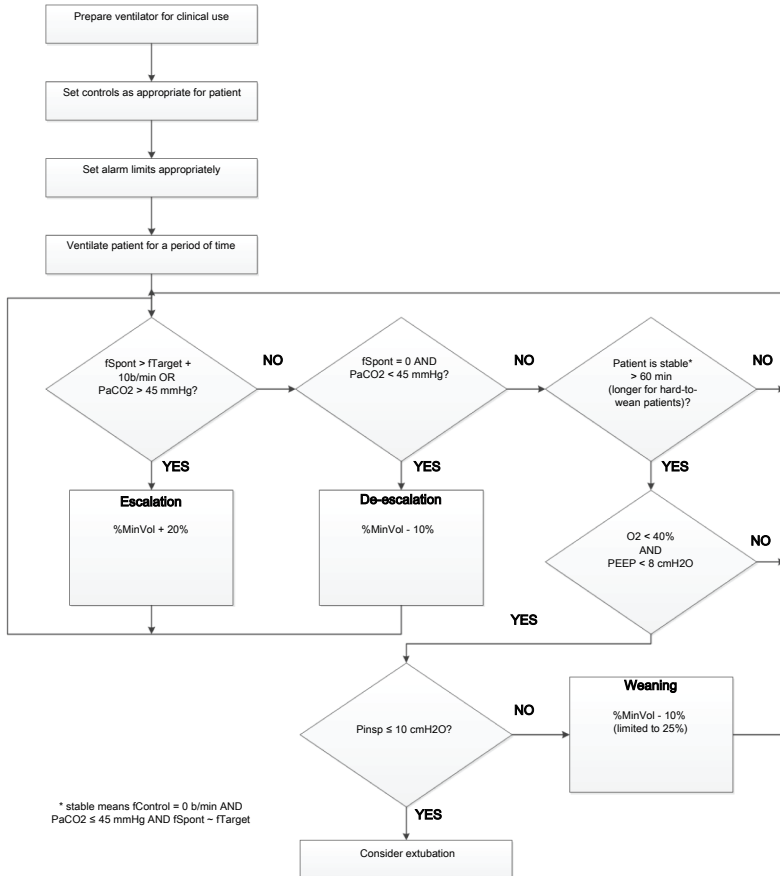 Prepare ventilator for clinical use
Set controls as appropriate for patient
Set alarm limits appropriately
Ventilate patient for a period of time
fSpont > fTarget +
10b/min OR
PaCO2 > 45 mmHg?
NO
fSpont = 0 AND
PaCO2 < 45 mmHg?
NO
Patient is stable*
> 60 min
(longer for hard-to-
wean patients)?
NO
YES
YES
YES
Escalation
%MinVol + 20%
De-escalation
%MinVol - 10%
O2 < 40%
AND
PEEP < 8 cmH2O
NO
YES
Pinsp ≤ 10 cmH2O?
NO
Weaning
%MinVol - 10%
(limited to 25%)
YES
* stable means fControl = 0 b/min AND
PaCO2 ≤ 45 mmHg AND fSpont ~ fTarget
Consider extubation